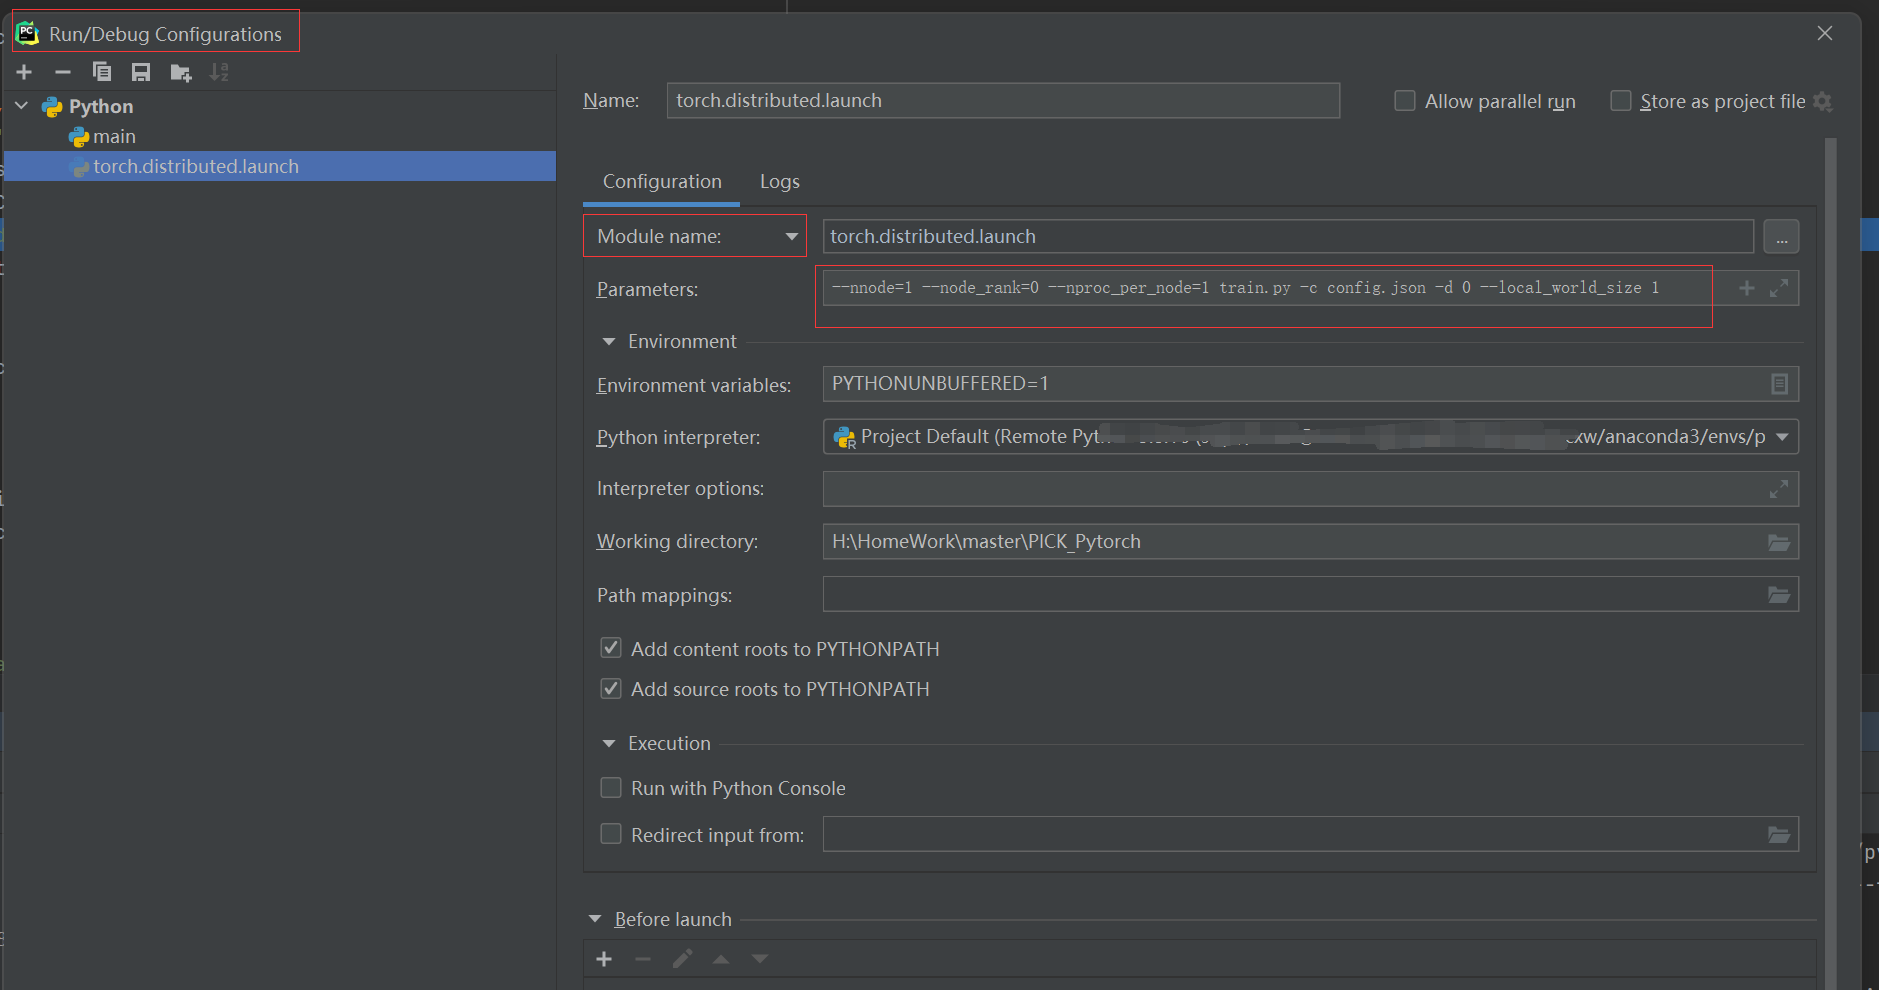 Run/Debug Configurations
Python
main
torch.distributed.launch
Name:
torch.distributed.launch
Allow parallel run
Store as project file
Configuration
Logs
Module name:
torch.distributed.launch
...
Parameters:
--nnode=1 --node_rank=0 --nproc_per_node=1 train.py -c config.json -d 0 --local_world_size 1
Environment
Environment variables:
PYTHONUNBUFFERED=1
Python interpreter:
Project Default (Remote Pyt
xw/anaconda3/envs/p
Interpreter options:
Working directory:
H:\HomeWork\master\PICK_Pytorch
Path mappings:
Add content roots to PYTHONPATH
Add source roots to PYTHONPATH
Execution
Run with Python Console
Redirect input from:
Before launch